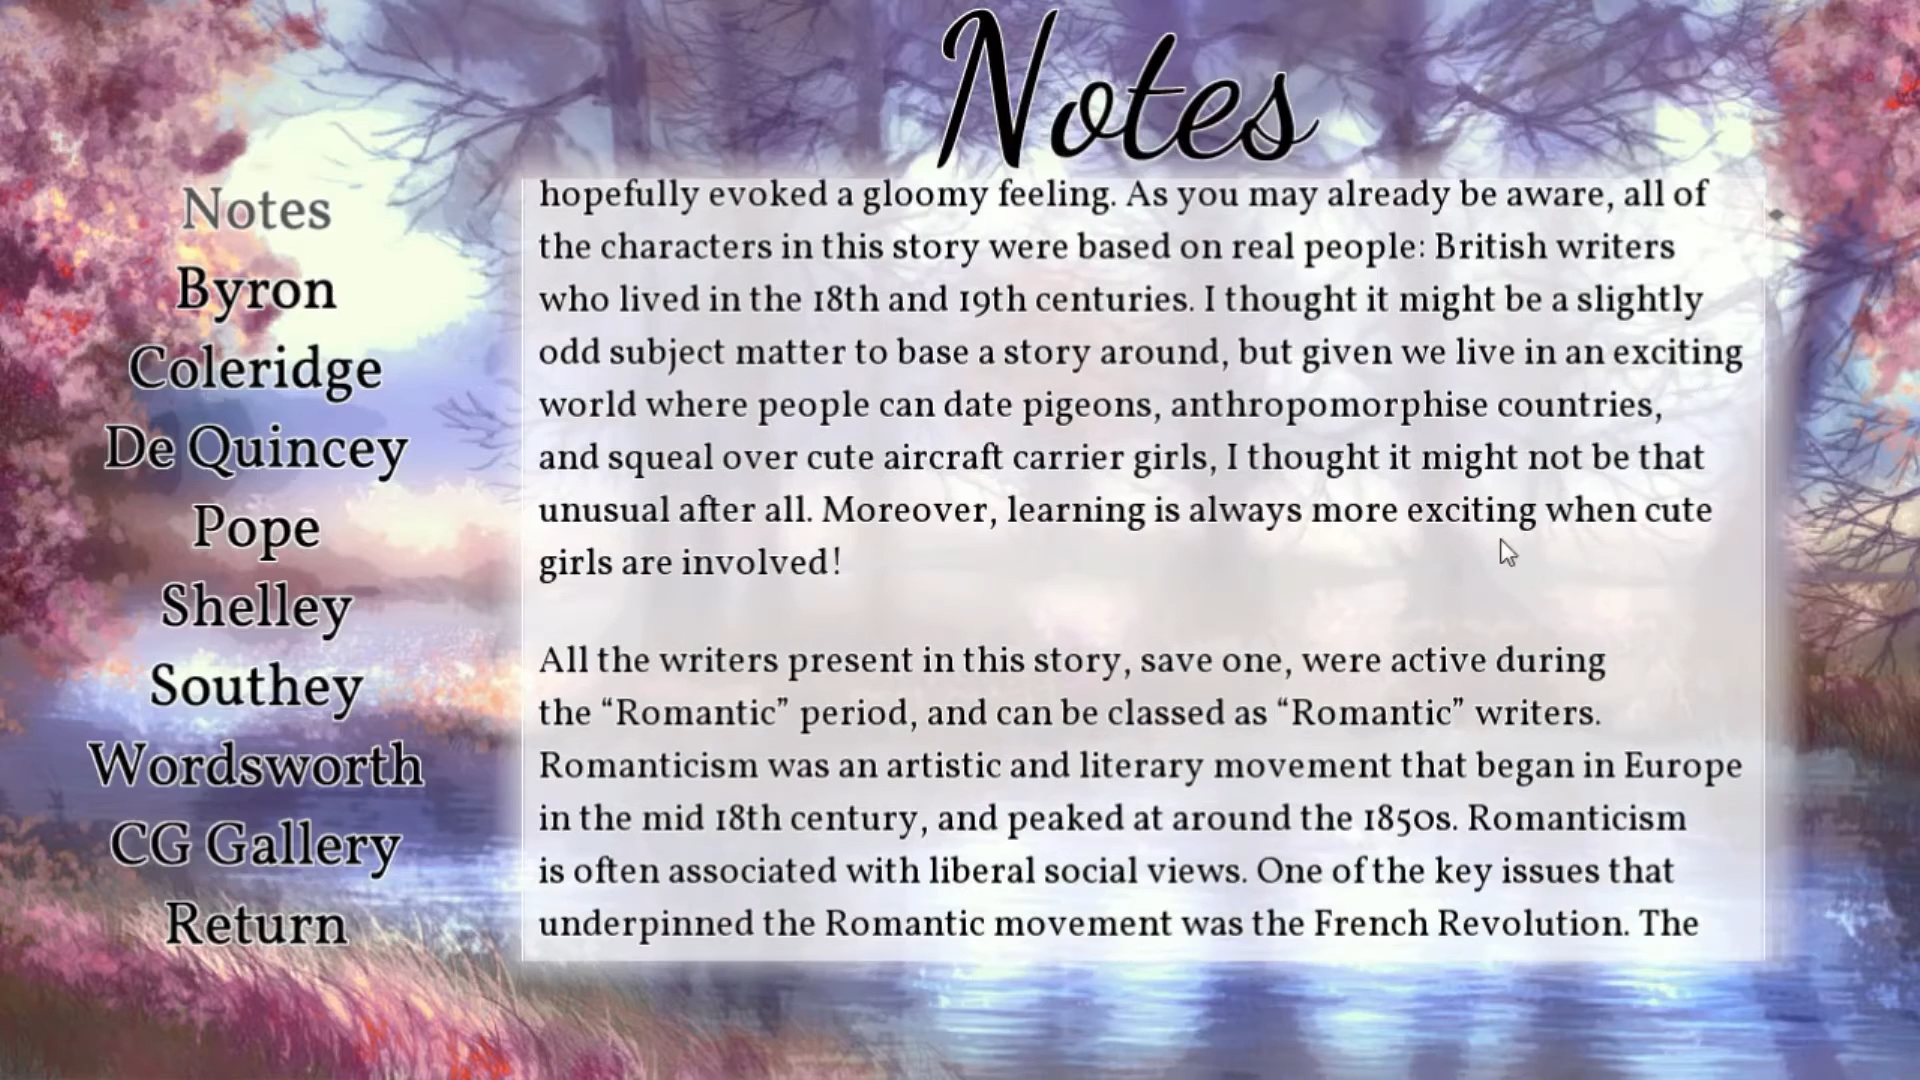 Notes
Notes
Byron
Coleridge
De Quincey
Pope
Shelley
Southey
Wordsworth
CG Gallery
Return
hopefully evoked a gloomy feeling. As you may already be aware, all of
the characters in this story were based on real people: British writers
who lived in the 18th and 19th centuries. I thought it might be a slightly
odd subject matter to base a story around, but given we live in an exciting
world where people can date pigeons, anthropomorphise countries,
and squeal over cute aircraft carrier girls, I thought it might not be that
unusual after all. Moreover, learning is always more exciting when cute
girls are involved!
All the writers present in this story, save one, were active during
the “Romantic” period, and can be classed as “Romantic” writers.
Romanticism was an artistic and literary movement that began in Europe
in the mid 18th century, and peaked at around the 1850s. Romanticism
is often associated with liberal social views. One of the key issues that
underpinned the Romantic movement was the French Revolution. The